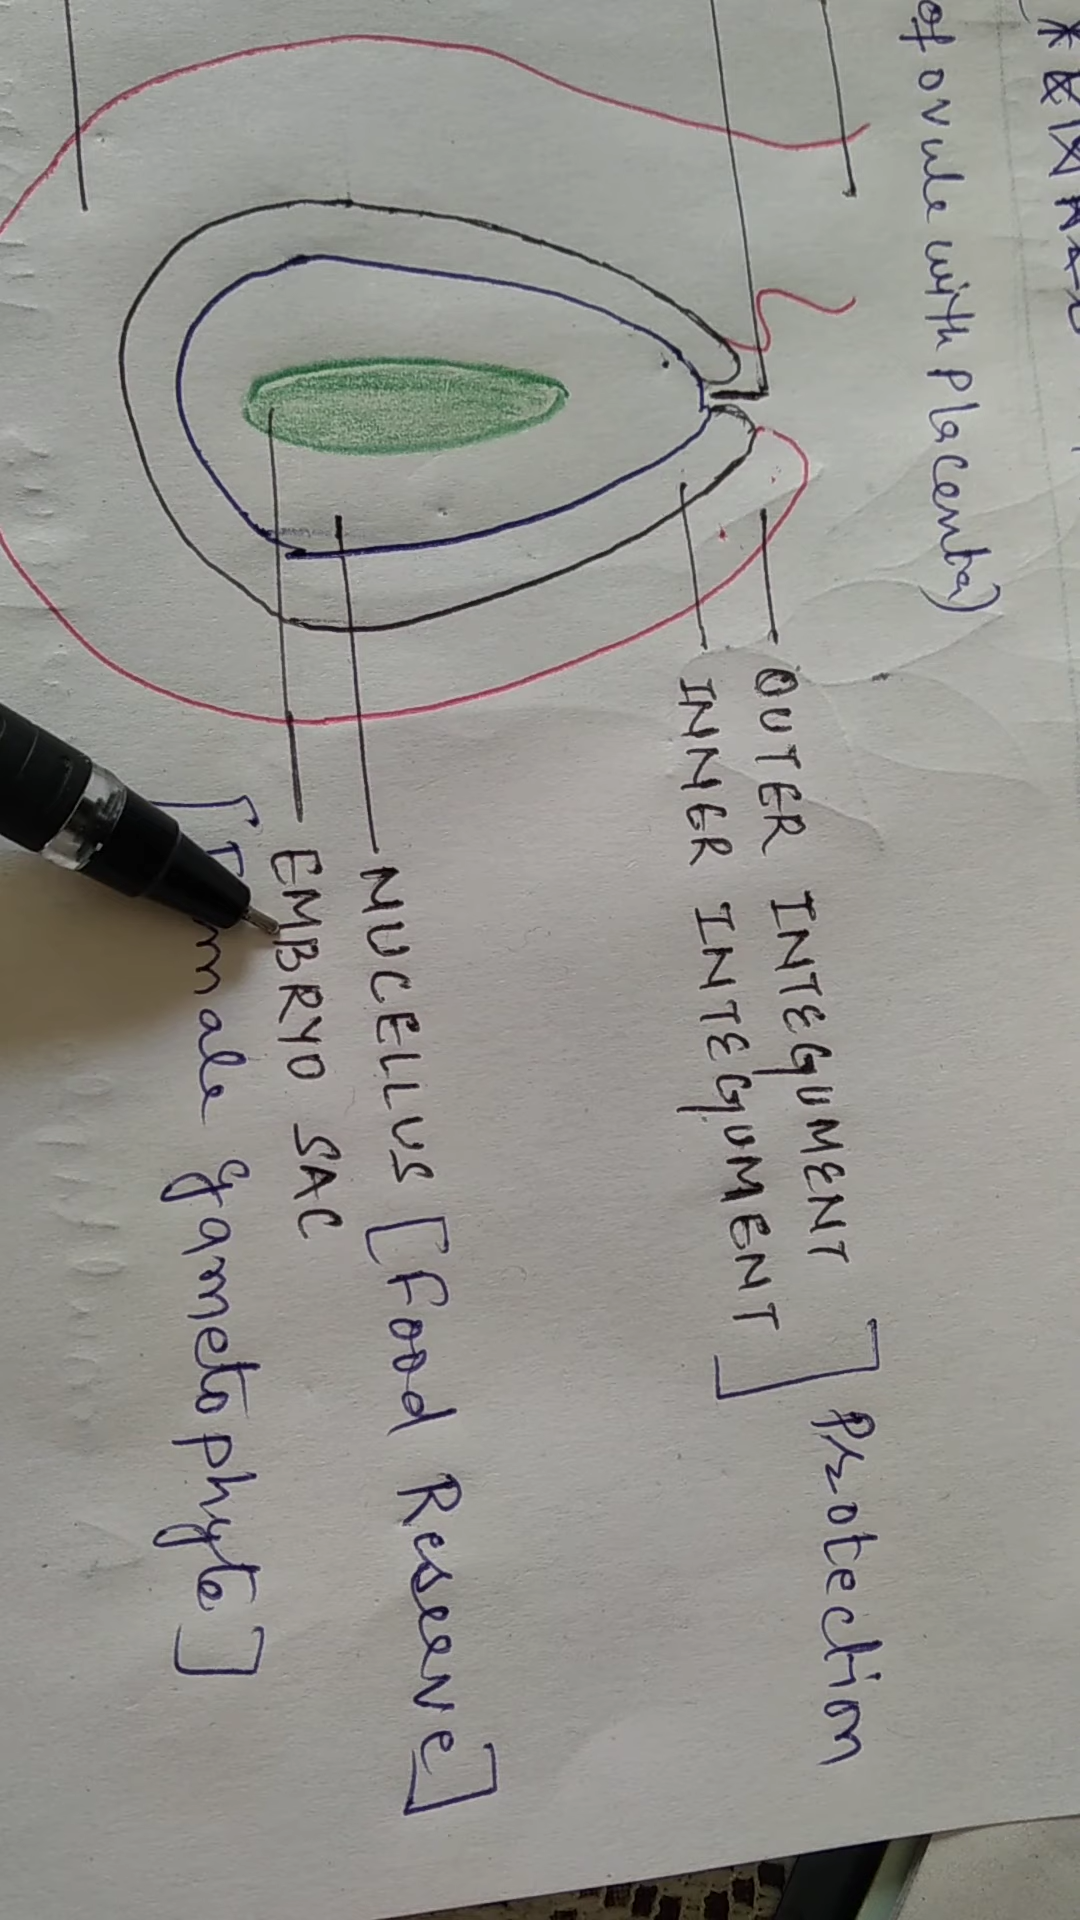 of ovule with placenta)
OUTER INTEGUMENT
INNER INTEGUMENT ] Protection
NUCELLUS [Food Reserve]
EMBRYO SAC
[Female gametophyte]